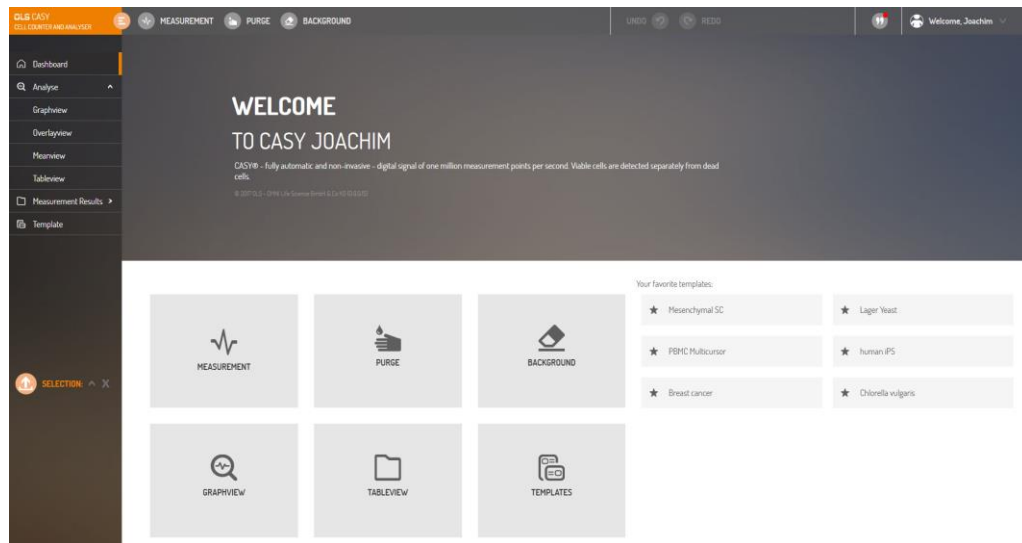 OLS CASY
CELL COUNTER AND ANALYSER
MEASUREMENT
PURGE
BACKGROUND
UNDO
REDO
Welcome, Joachim
Dashboard
Analyse
Graphview
Overlayview
Meanview
Tableview
Measurement Results
Template
SELECTION:
X
WELCOME
TO CASY JOACHIM
CASY® - fully automatic and non-invasive - digital signal of one million measurement points per second. Viable cells are detected separately from dead
cells.
MEASUREMENT
PURGE
BACKGROUND
GRAPHVIEW
TABLEVIEW
TEMPLATES
Your favorite templates:
Mesenchymal SC
Lager Yeast
PBMC Multicursor
human iPS
Breast cancer
Chlorella vulgaris